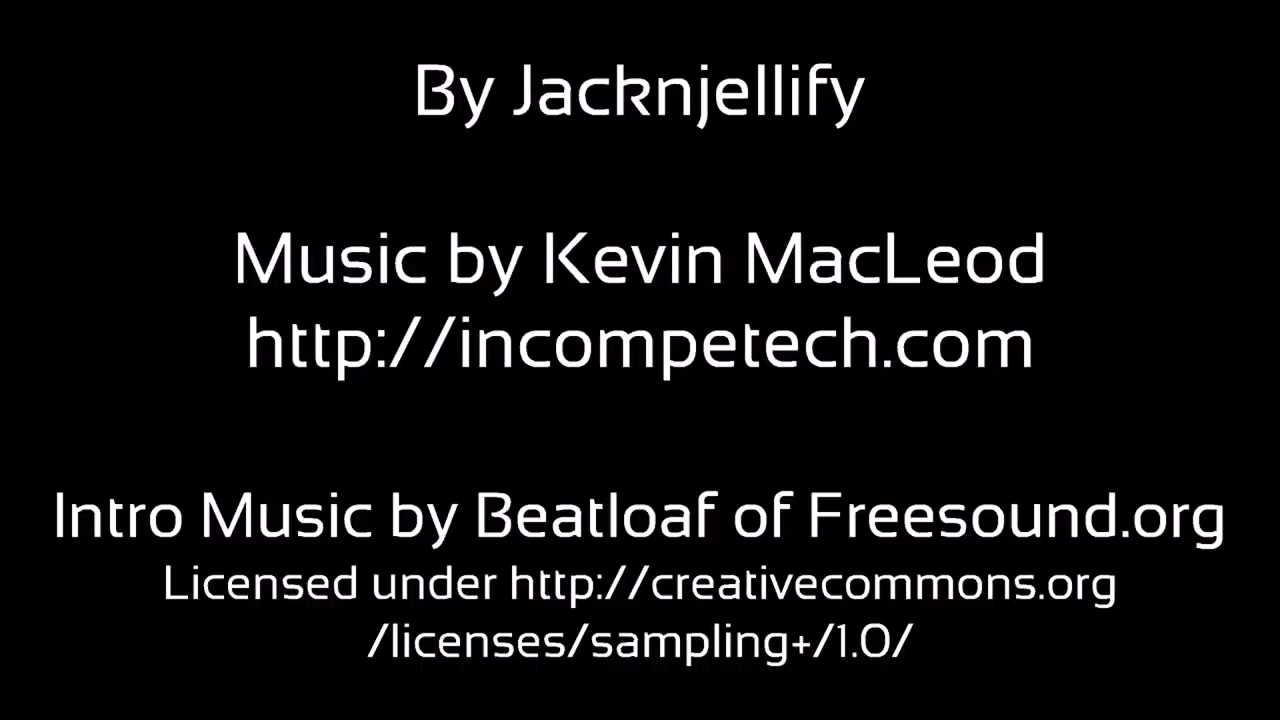 By Jacknjellify
Music by Kevin MacLeod
http://incompetech.com
Intro Music by Beatloaf of Freesound.org
Licensed under http://creativecommons.org
/licenses/sampling+/1.0/